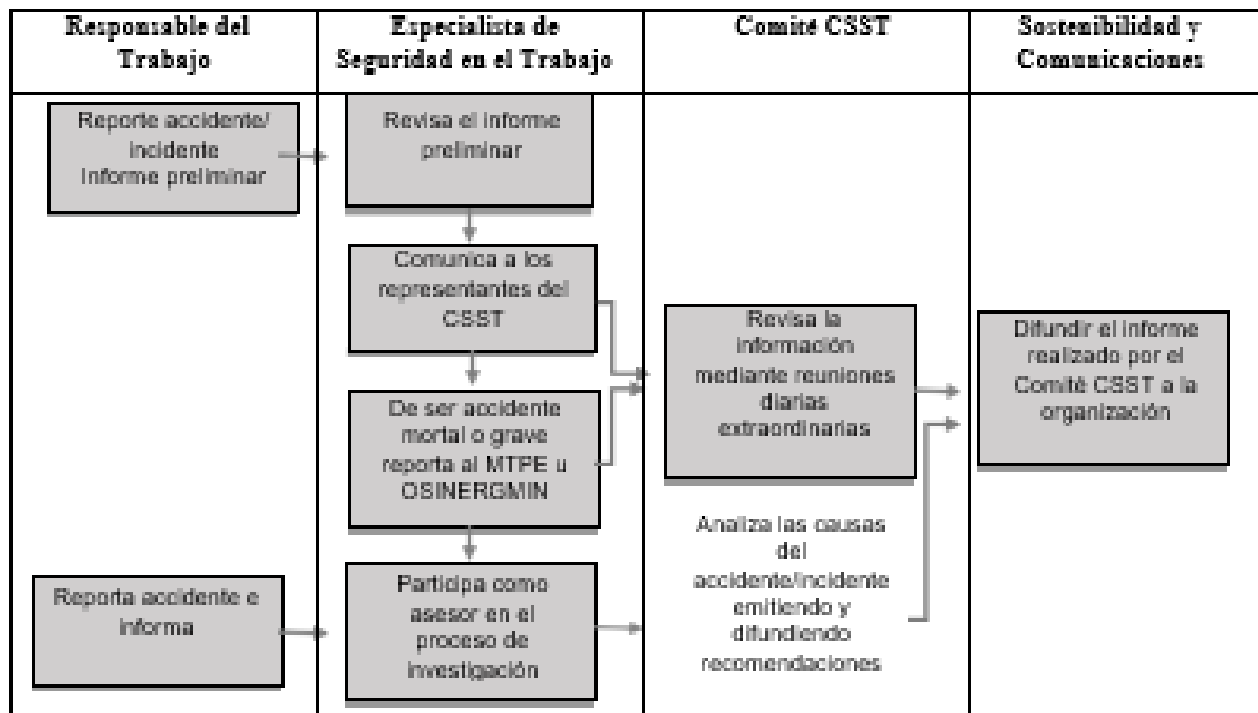 Responsable del
Trabajo
Especialista de
Seguridad en el Trabajo
Comité CSST
Sostenibilidad y
Comunicaciones
Reporte accidente/
incidente
Informe preliminar
Revisa el informe
preliminar
Comunica a los
representantes del
CSST
De ser accidente
mortal o grave
reporta al MTPE u
OSINERGMIN
Reporta accidente e
informa
Participa como
asesor en el
proceso de
investigación
Revisa la
información
mediante reuniones
diarias
extraordinarias
Analiza las causas
del
accidente/incidente
emitiendo y
difundiendo
recomendaciones
Difundir el informe
realizado por el
Comité CSST a la
organización